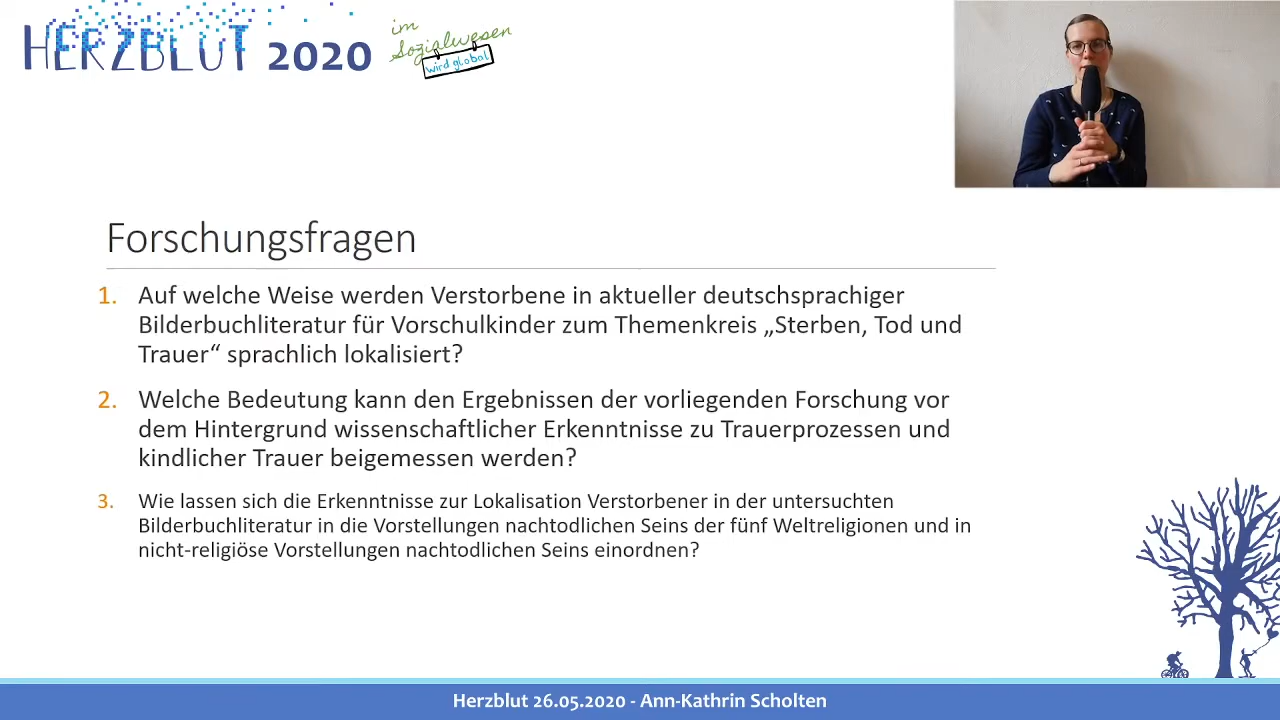 HERZBLUT 2020
im
Sozialwesen
wird global
Forschungsfragen
1. Auf welche Weise werden Verstorbene in aktueller deutschsprachiger
Bilderbuchliteratur für Vorschulkinder zum Themenkreis „Sterben, Tod und
Trauer“ sprachlich lokalisiert?
2. Welche Bedeutung kann den Ergebnissen der vorliegenden Forschung vor
dem Hintergrund wissenschaftlicher Erkenntnisse zu Trauerprozessen und
kindlicher Trauer beigemessen werden?
3. Wie lassen sich die Erkenntnisse zur Lokalisation Verstorbener in der untersuchten
Bilderbuchliteratur in die Vorstellungen nachtodlichen Seins der fünf Weltreligionen und in
nicht-religiöse Vorstellungen nachtodlichen Seins einordnen?
Herzblut 26.05.2020 - Ann-Kathrin Scholten